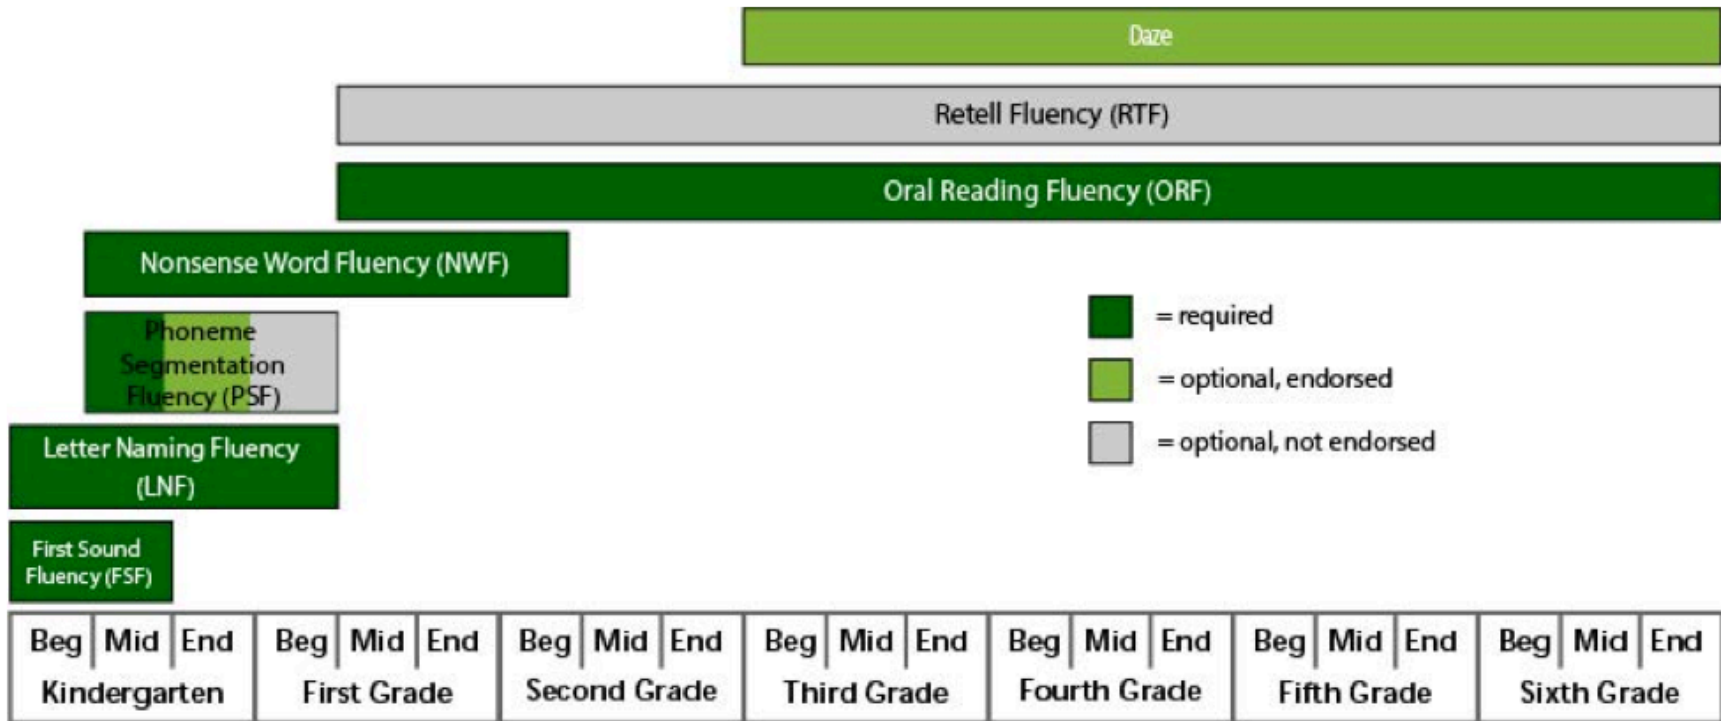 Daze
Retell Fluency (RTF)
Oral Reading Fluency (ORF)
Nonsense Word Fluency (NWF)
Phoneme
Segmentation
Fluency (PSF)
Letter Naming Fluency
(LNF)
First Sound
Fluency (FSF)
= required
= optional, endorsed
= optional, not endorsed
Beg Mid End Beg Mid End Beg Mid End Beg Mid End Beg Mid End Beg Mid End Beg Mid End
Kindergarten First Grade Second Grade Third Grade Fourth Grade Fifth Grade Sixth Grade